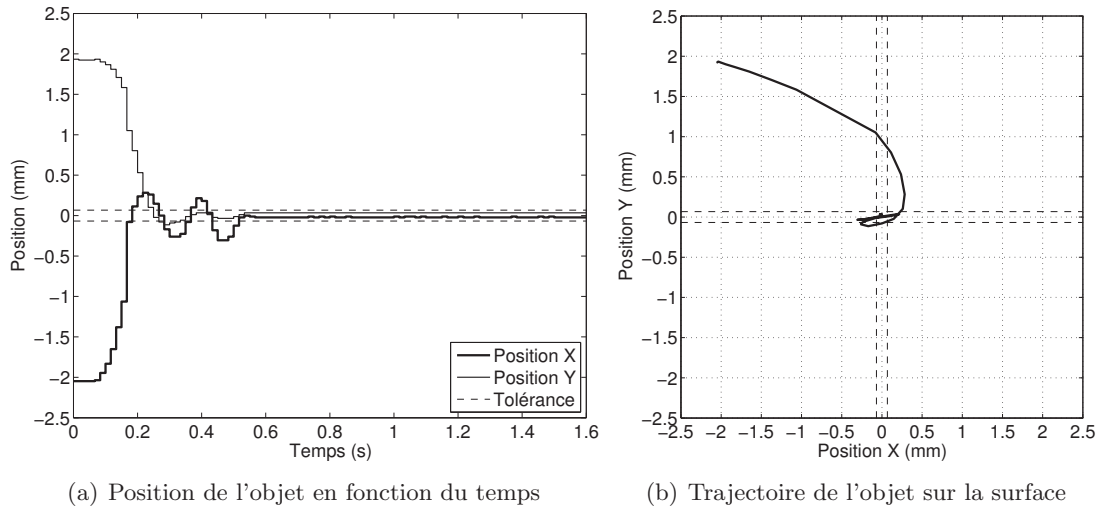 2.5
2
1.5
1
0.5
0
−0.5
−1
−1.5
−2
−2.5
Position (mm)
0 0.2 0.4 0.6 0.8 1 1.2 1.4 1.6
Temps (s)
Position X
Position Y
Tolérance
(a) Position de l'objet en fonction du temps
2.5
2
1.5
1
0.5
0
−0.5
−1
−1.5
−2
−2.5
Position Y (mm)
−2.5 −2 −1.5 −1 −0.5 0 0.5 1 1.5 2 2.5
Position X (mm)
(b) Trajectoire de l'objet sur la surface